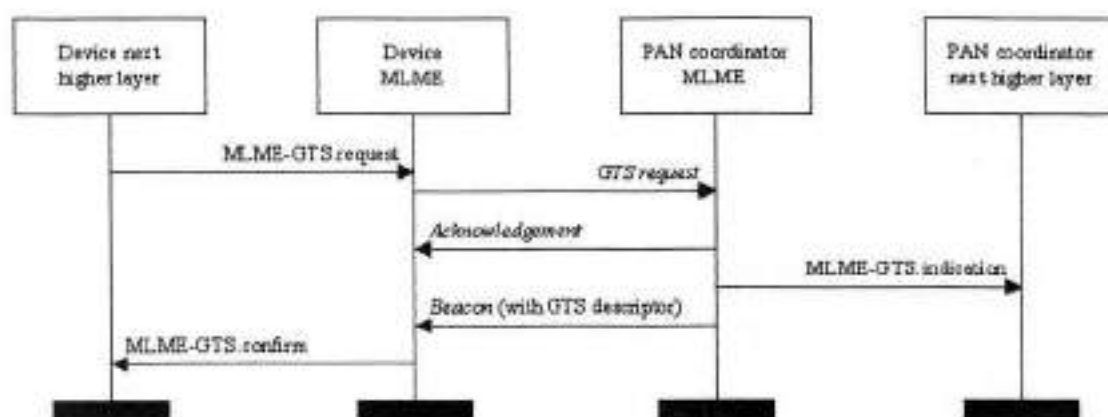 Device next
higher layer
Device
MLME
PAN coordinator
MLME
PAN coordinator
next higher layer
MLME-GTS.request
GTS request
Acknowledgement
MLME-GTS.indication
Beacon (with GTS descriptor)
MLME-GTS.confirm